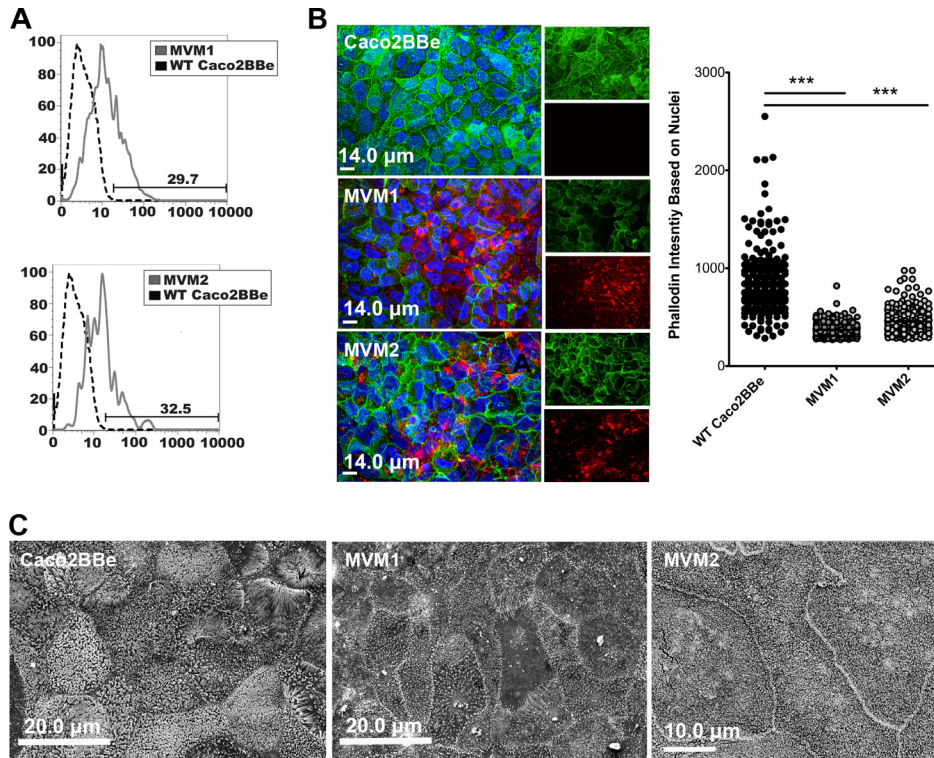 A
MVM1
WT Caco2BBe
100
80
60
40
20
0
29.7
0 10 100 1000 10000
MVM2
WT Caco2BBe
100
80
60
40
20
0
32.5
0 10 100 1000 10000
B
Caco2BBe
14.0 µm
MVM1
14.0 µm
MVM2
A
14.0 µm
Phallodin Intesntiy Based on Nuclei
3000
2000
1000
0
***
***
WT Caco2BBe
MVM1
MVM2
C
Caco2BBe
20.0 µm
MVM1
20.0 µm
MVM2
10.0 µm